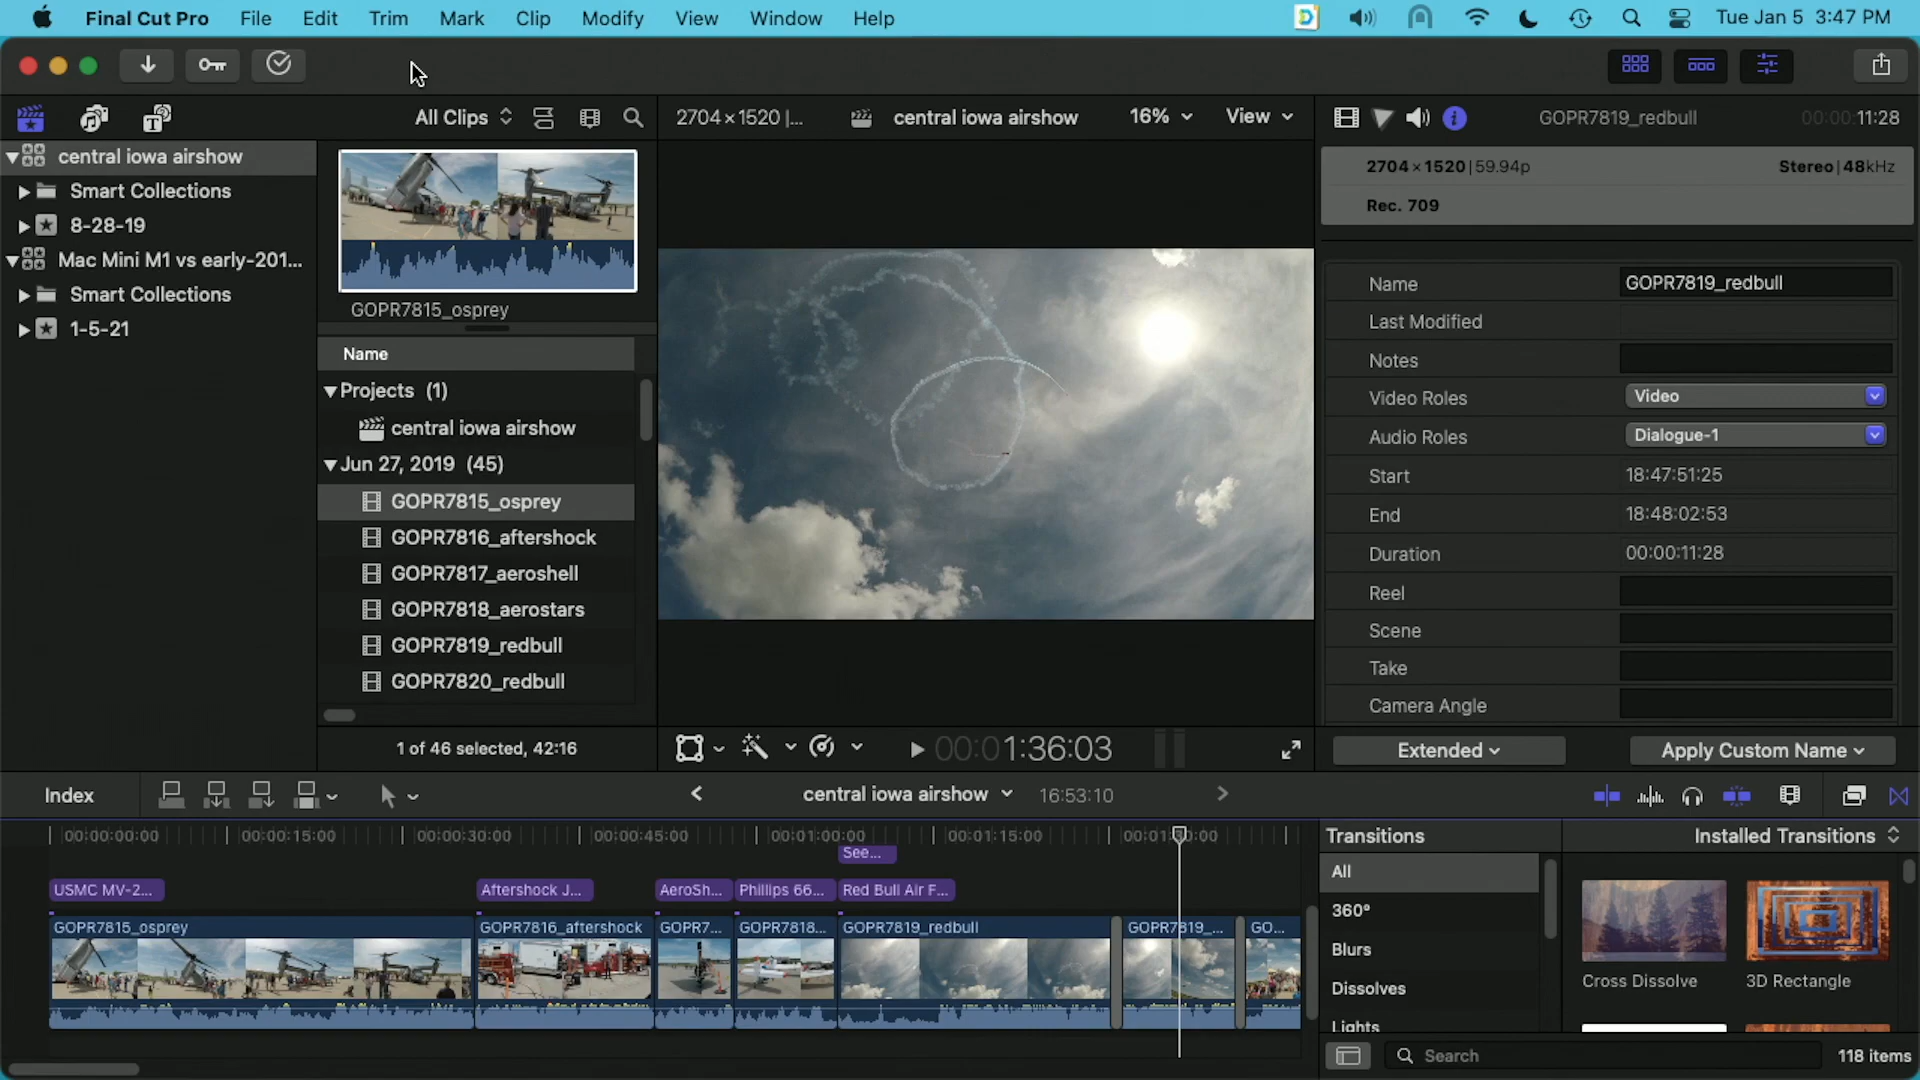 Final Cut Pro File Edit Trim Mark Clip Modify View Window Help Tue Jan 5 3:47 PM
All Clips 2704×1520 |... central iowa airshow 16% View GOPR7819_redbull 00:00:11:28
central iowa airshow
Smart Collections
8-28-19
Mac Mini M1 vs early-201...
Smart Collections
1-5-21
GOPR7815_osprey
Name
Projects (1)
central iowa airshow
Jun 27, 2019 (45)
GOPR7815_osprey
GOPR7816_aftershock
GOPR7817_aeroshell
GOPR7818_aerostars
GOPR7819_redbull
GOPR7820_redbull
1 of 46 selected, 42:16
00:001:36:03
2704×1520|59.94p Stereo|48kHz
Rec. 709
Name GOPR7819_redbull
Last Modified
Notes
Video Roles Video
Audio Roles Dialogue-1
Start 18:47:51:25
End 18:48:02:53
Duration 00:00:11:28
Reel
Scene
Take
Camera Angle
Extended Apply Custom Name
Index central iowa airshow 16:53:10
00:00:00:00 00:00:15:00 00:00:30:00 00:00:45:00 00:01:00:00 00:01:15:00 00:01:30:00
See...
USMC MV-2... Aftershock J... AeroSh... Phillips 66... Red Bull Air F...
GOPR7815_osprey GOPR7816_aftershock GOPR7... GOPR7818... GOPR7819_redbull GOPR7819_... GO...
Transitions Installed Transitions
All
360°
Blurs
Dissolves
Lights
Cross Dissolve 3D Rectangle
Search 118 items